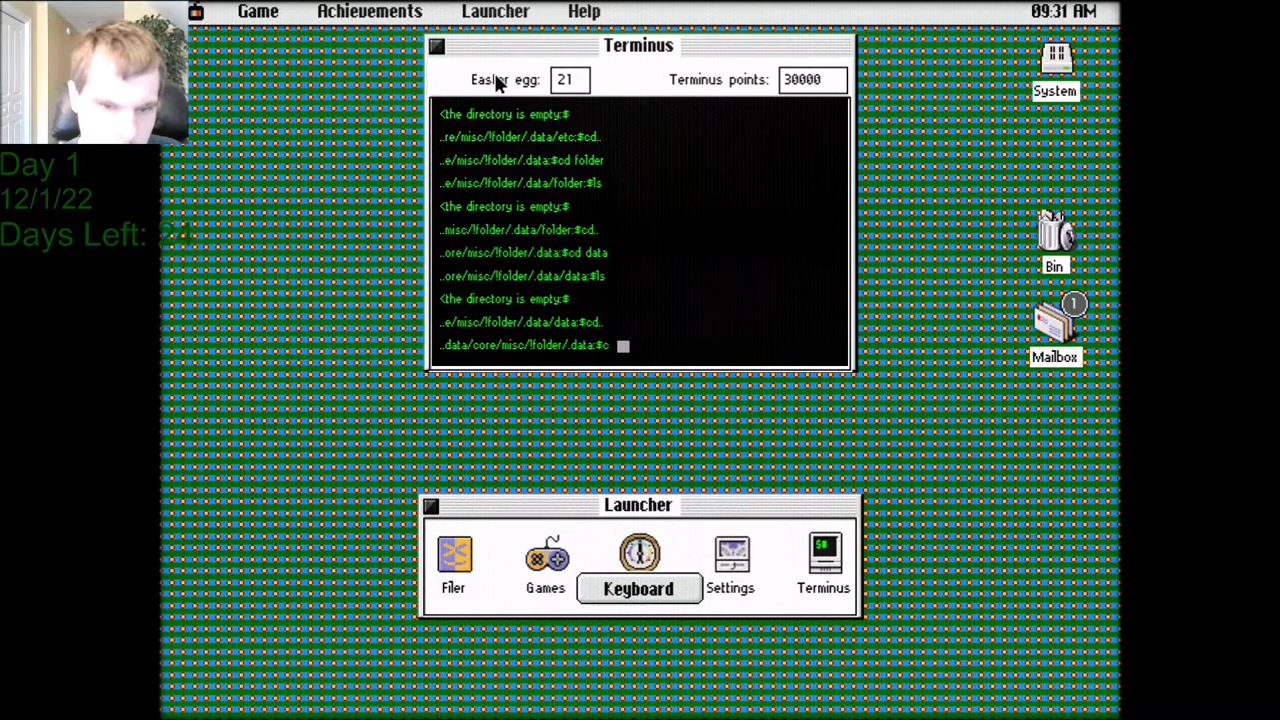 Game Achievements Launcher Help 09:31 AM
Terminus
Easter egg: 21 Terminus points: 30000
<the directory is empty:$
..re/misc/!folder/.data/etc:$cd..
..e/misc/!folder/.data:$cd folder
..e/misc/!folder/.data/folder:$ls
<the directory is empty:$
..misc/!folder/.data/folder:$cd..
..ore/misc/!folder/.data:$cd data
..ore/misc/!folder/.data/data:$ls
<the directory is empty:$
..e/misc/!folder/.data/data:$cd..
..data/core/misc/!folder/.data:$c
System
Bin
1
Mailbox
Day 1
12/1/22
Days Left: 24
Launcher
$#
Filer Games Keyboard Settings Terminus